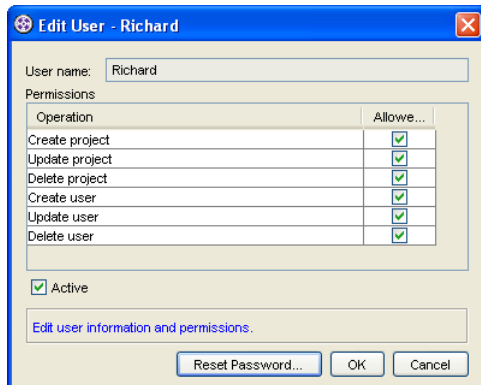 Edit User - Richard
User name: Richard
Permissions
Operation Allowe...
Create project
Update project
Delete project
Create user
Update user
Delete user
Active
Edit user information and permissions.
Reset Password... OK Cancel